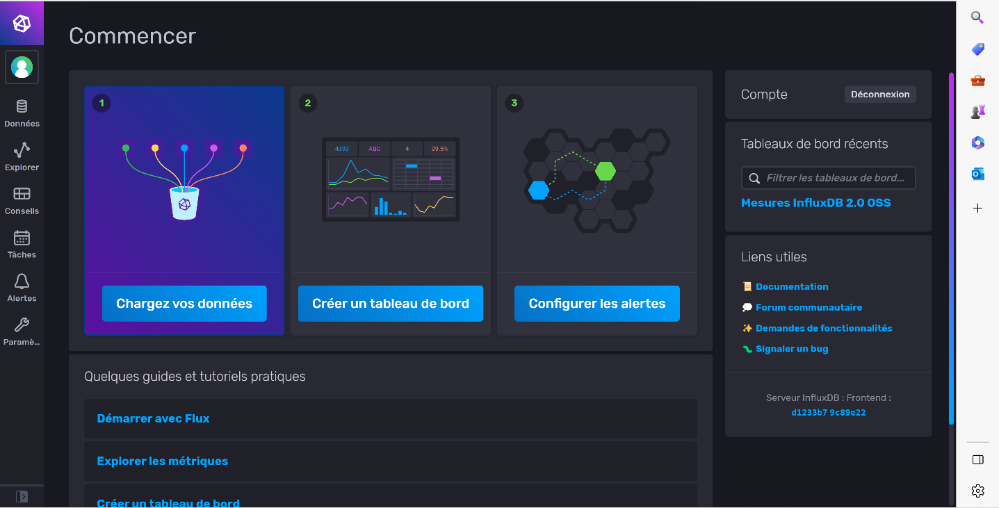 Commencer
Données
Explorer
Conseils
Tâches
Alertes
Paramè...
1
2
4392 ABC 4 99.5%
3
Chargez vos données
Créer un tableau de bord
Configurer les alertes
Quelques guides et tutoriels pratiques
Démarrer avec Flux
Explorer les métriques
Créer un tableau de bord
Compte
Déconnexion
Tableaux de bord récents
Filtrer les tableaux de bord...
Mesures InfluxDB 2.0 OSS
Liens utiles
Documentation
Forum communautaire
Demandes de fonctionnalités
Signaler un bug
Serveur InfluxDB : Frontend :
d1233b7 9c89e22